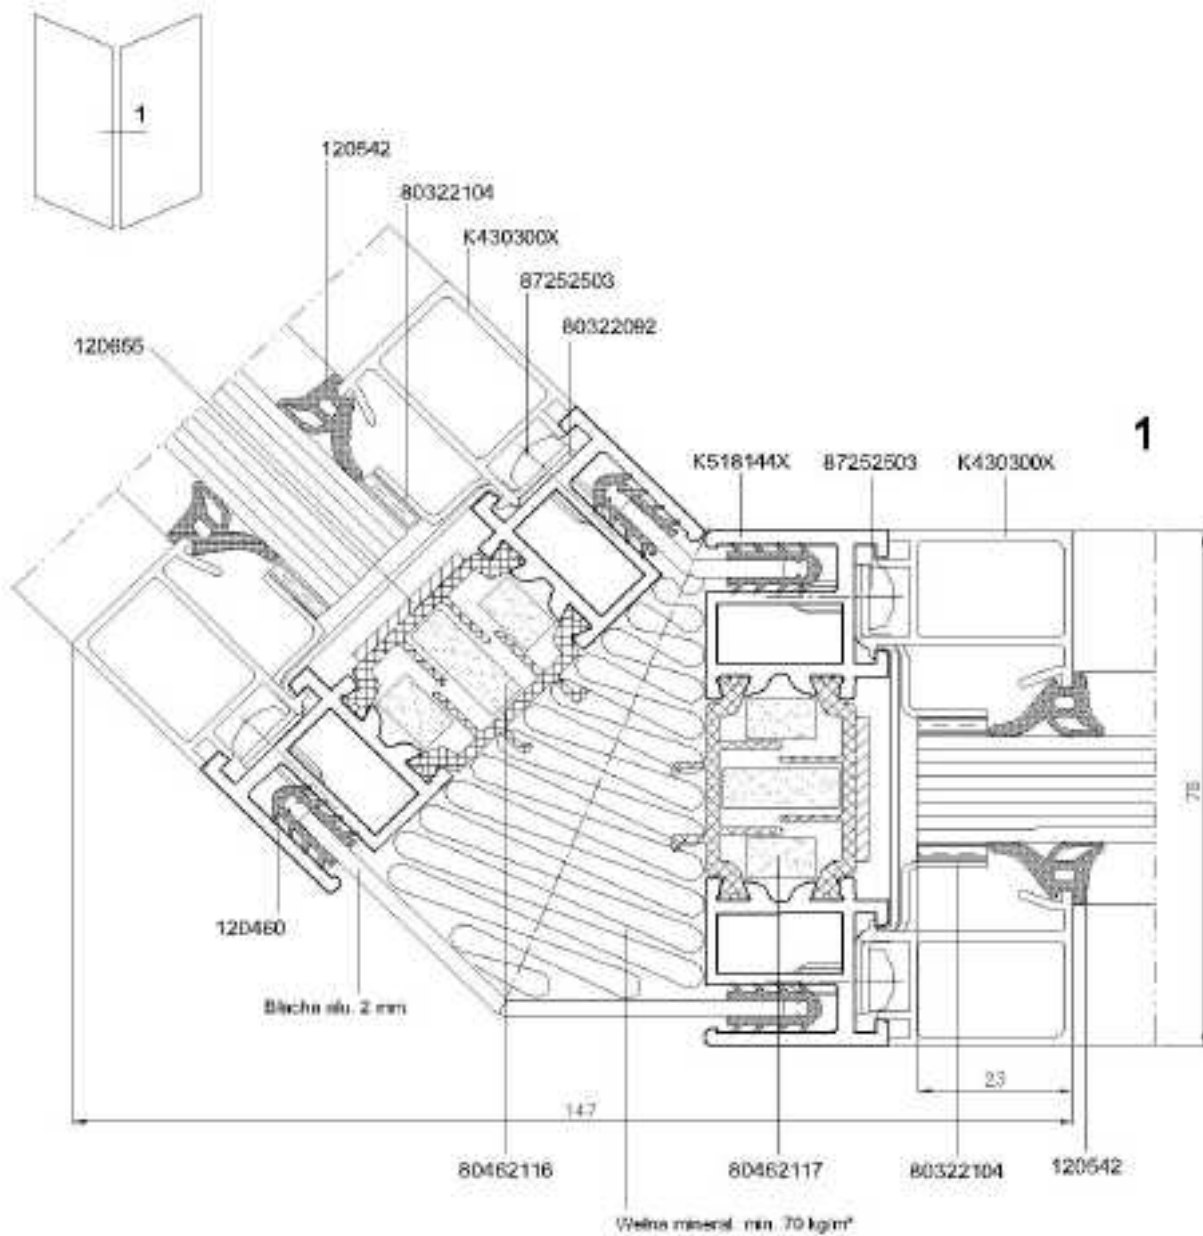 1
120542
80322104
K430300X
87252503
80322092
120655
1
K518144X 87252503 K430300X
78
120460
Blacha alu. 2 mm
23
147
80462116 80462117 80322104 120542
Wełna mineral. min. 70 kg/m³